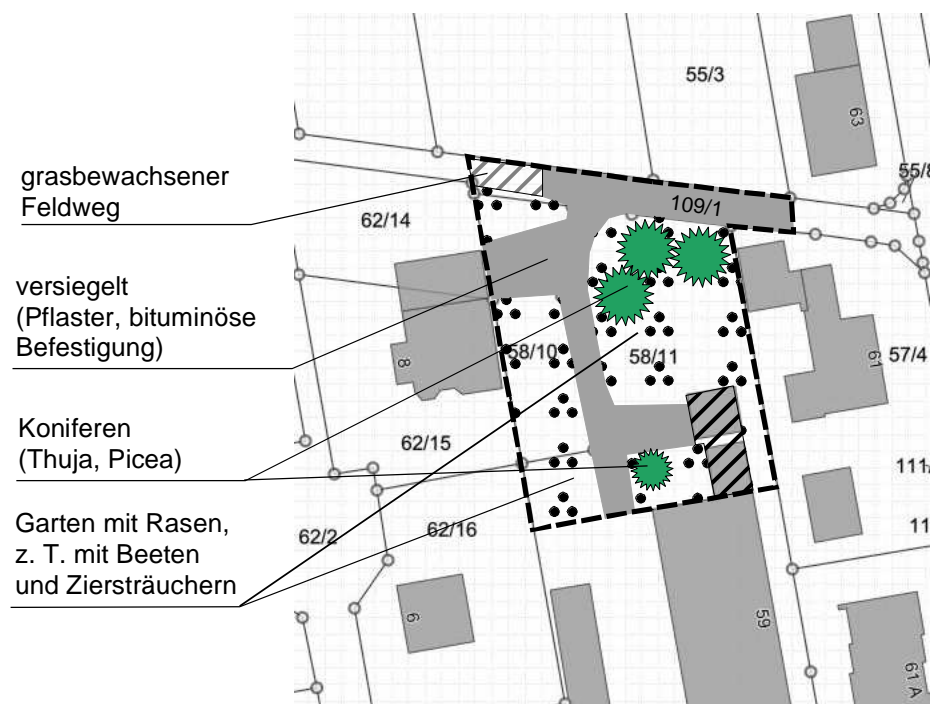 grasbewachsener
Feldweg
versiegelt
(Pflaster, bituminöse
Befestigung)
Koniferen
(Thuja, Picea)
Garten mit Rasen,
z. T. mit Beeten
und Ziersträuchern
55/3
63
55/8
109/1
62/14
58/10
58/11
57/4
8
61
62/15
111/
62/2
62/16
11
6
59
61 A